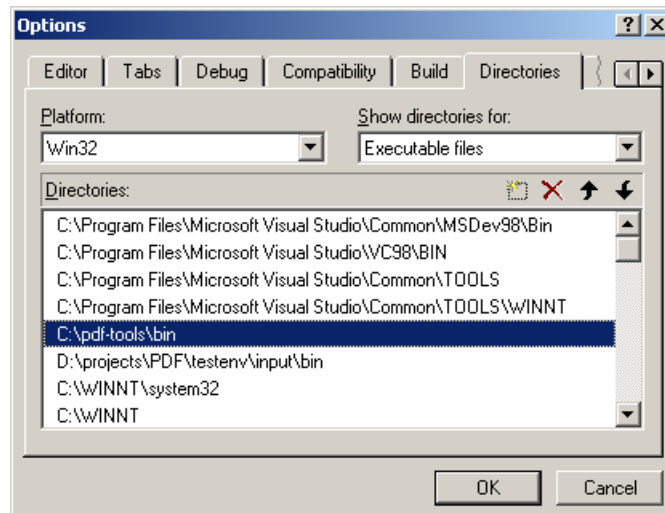 Options
Editor Tabs Debug Compatibility Build Directories
Platform: Show directories for:
Win32 Executable files
Directories:
C:\Program Files\Microsoft Visual Studio\Common\MSDev98\Bin
C:\Program Files\Microsoft Visual Studio\VC98\BIN
C:\Program Files\Microsoft Visual Studio\Common\TOOLS
C:\Program Files\Microsoft Visual Studio\Common\TOOLS\WINNT
C:\pdf-tools\bin
D:\projects\PDF\testenv\input\bin
C:\WINNT\system32
C:\WINNT
OK Cancel